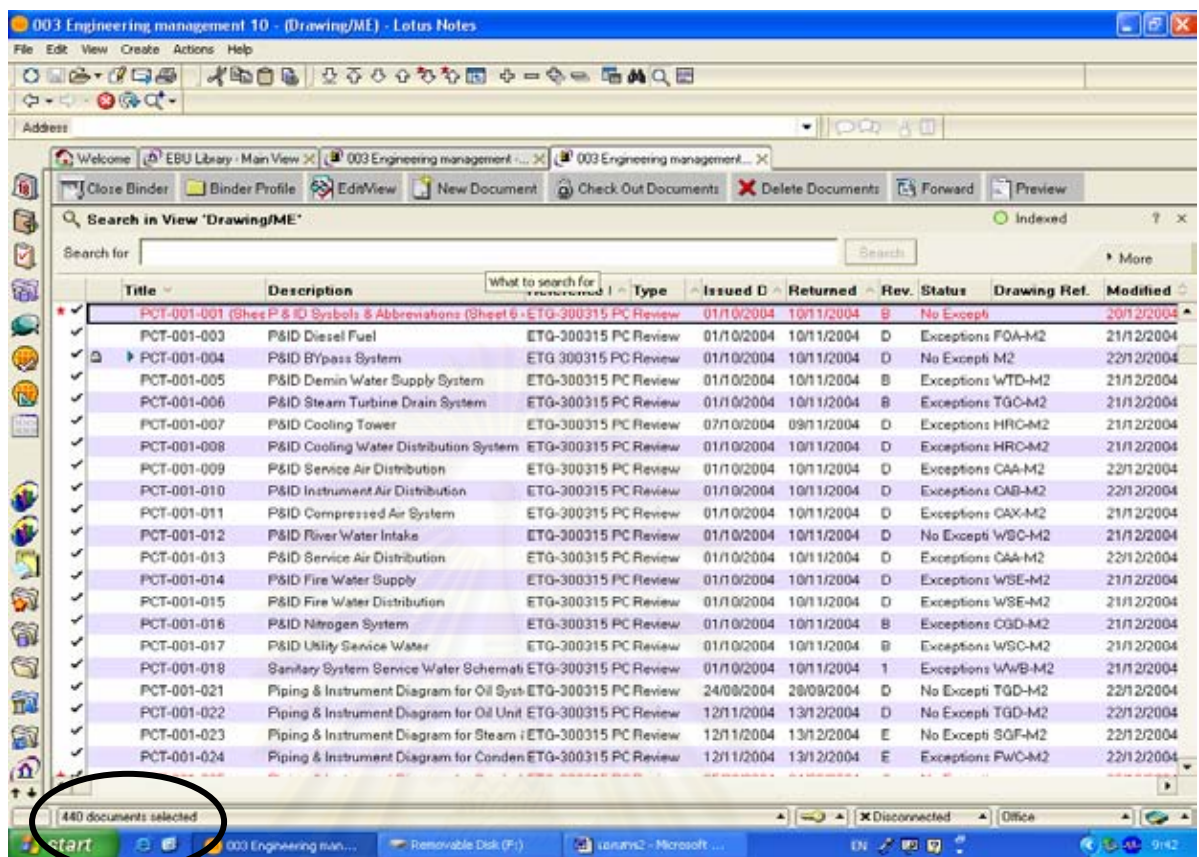 003 Engineering management 10 - (Drawing/ME) - Lotus Notes
File Edit View Create Actions Help
Address
Welcome EBU Library - Main View 003 Engineering management -... 003 Engineering management...
Close Binder Binder Profile EditView New Document Check Out Documents Delete Documents Forward Preview
Search in View 'Drawing/ME' Indexed ? x
Search for Search More
What to search for
Title Description Type Issued D Returned Rev. Status Drawing Ref. Modified
PCT-001-001 (Shee P & ID Sysbols & Abbreviations (Sheet 6 - ETG-300315 PC Review 01/10/2004 10/11/2004 B No Excepti 20/12/2004
PCT-001-003 P&ID Diesel Fuel ETG-300315 PC Review 01/10/2004 10/11/2004 D Exceptions FOA-M2 21/12/2004
PCT-001-004 P&ID BYpass System ETG 300315 PC Review 01/10/2004 10/11/2004 D No Excepti M2 22/12/2004
PCT-001-005 P&ID Demin Water Supply System ETG-300315 PC Review 01/10/2004 10/11/2004 B Exceptions WTD-M2 21/12/2004
PCT-001-006 P&ID Steam Turbine Drain System ETG-300315 PC Review 01/10/2004 10/11/2004 B Exceptions TGC-M2 21/12/2004
PCT-001-007 P&ID Cooling Tower ETG-300315 PC Review 07/10/2004 09/11/2004 D Exceptions HRC-M2 21/12/2004
PCT-001-008 P&ID Cooling Water Distribution System ETG-300315 PC Review 01/10/2004 10/11/2004 D Exceptions HRC-M2 21/12/2004
PCT-001-009 P&ID Service Air Distribution ETG-300315 PC Review 01/10/2004 10/11/2004 D Exceptions CAA-M2 22/12/2004
PCT-001-010 P&ID Instrument Air Distribution ETG-300315 PC Review 01/10/2004 10/11/2004 D Exceptions CAB-M2 22/12/2004
PCT-001-011 P&ID Compressed Air System ETG-300315 PC Review 01/10/2004 10/11/2004 D Exceptions CAX-M2 22/12/2004
PCT-001-012 P&ID River Water Intake ETG-300315 PC Review 01/10/2004 10/11/2004 D No Excepti WSC-M2 21/12/2004
PCT-001-013 P&ID Service Air Distribution ETG-300315 PC Review 01/10/2004 10/11/2004 D Exceptions CAA-M2 22/12/2004
PCT-001-014 P&ID Fire Water Supply ETG-300315 PC Review 01/10/2004 10/11/2004 D Exceptions WSE-M2 21/12/2004
PCT-001-015 P&ID Fire Water Distribution ETG-300315 PC Review 01/10/2004 10/11/2004 D Exceptions WSE-M2 21/12/2004
PCT-001-016 P&ID Nitrogen System ETG-300315 PC Review 01/10/2004 10/11/2004 B Exceptions CGD-M2 21/12/2004
PCT-001-017 P&ID Utility Service Water ETG-300315 PC Review 01/10/2004 10/11/2004 B Exceptions WSC-M2 21/12/2004
PCT-001-018 Sanitary System Service Water Schemati ETG-300315 PC Review 01/10/2004 10/11/2004 1 Exceptions WWB-M2 21/12/2004
PCT-001-021 Piping & Instrument Diagram for Oil Syst ETG-300315 PC Review 24/08/2004 28/09/2004 D No Excepti TGD-M2 22/12/2004
PCT-001-022 Piping & Instrument Diagram for Oil Unit ETG-300315 PC Review 12/11/2004 13/12/2004 D No Excepti TGD-M2 22/12/2004
PCT-001-023 Piping & Instrument Diagram for Steam ETG-300315 PC Review 12/11/2004 13/12/2004 E No Excepti SGF-M2 22/12/2004
PCT-001-024 Piping & Instrument Diagram for Conden ETG-300315 PC Review 12/11/2004 13/12/2004 E Exceptions FWC-M2 22/12/2004
440 documents selected Disconnected Office
start 003 Engineering man... Removable Disk (F:) - Microsoft ... EN 9:42